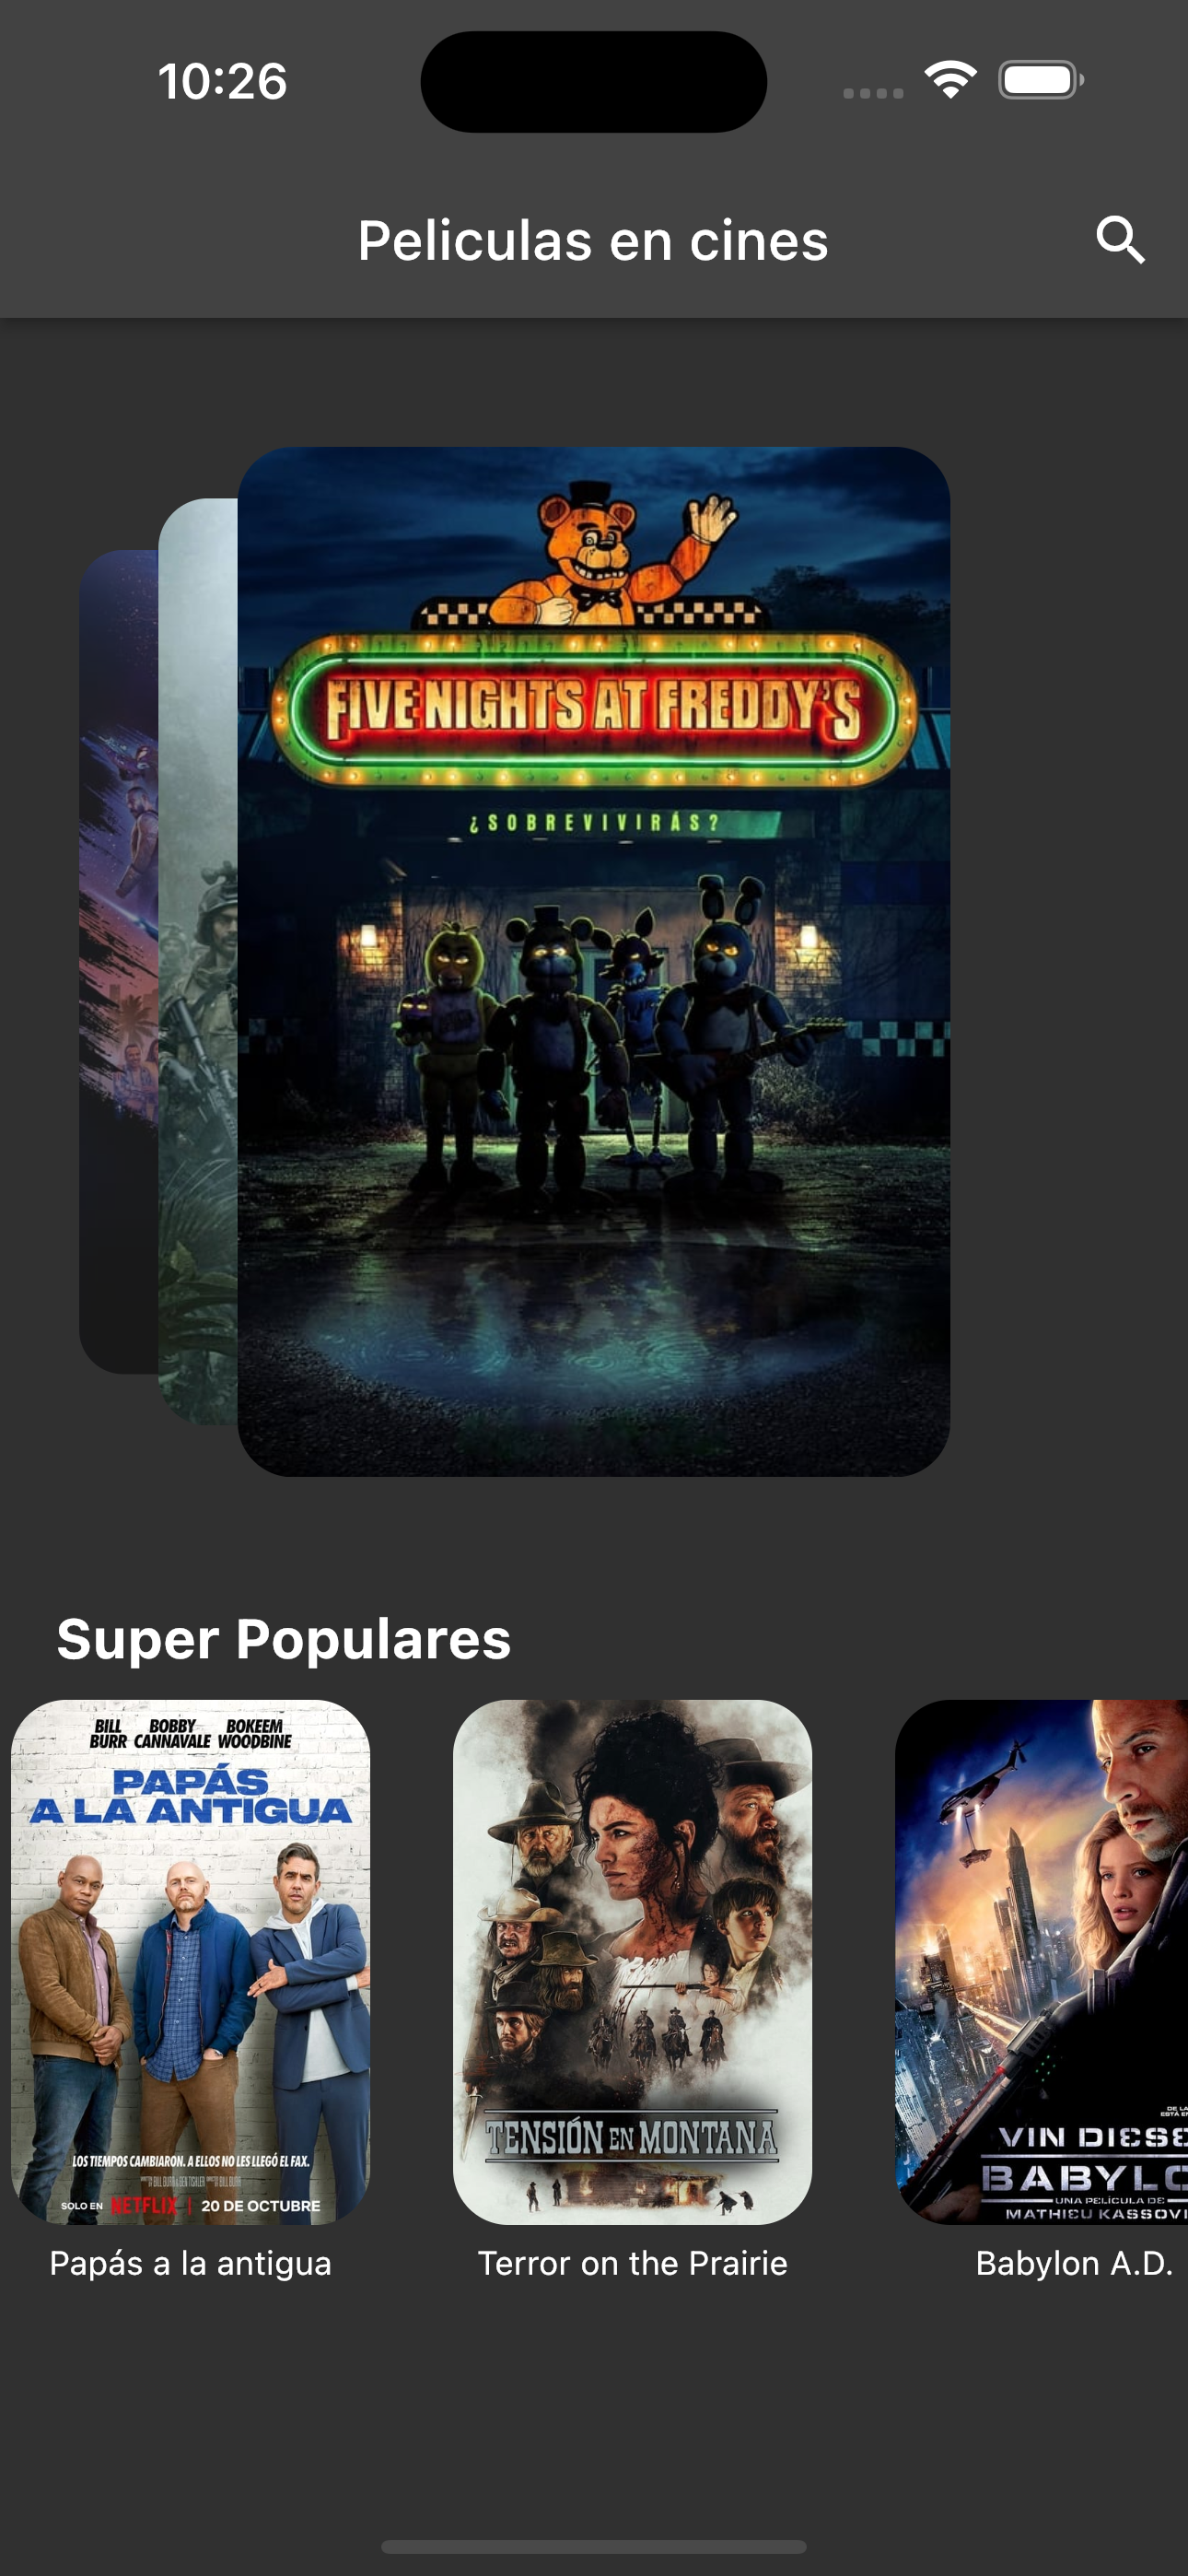 10:26
Peliculas en cines
FIVE NIGHTS AT FREDDY'S
¿SOBREVIVIRÁS?
Super Populares
BILL BURR BOBBY CANNAVALE BOKEEM WOODBINE
PAPÁS
A LA ANTIGUA
LOS TIEMPOS CAMBIARON. A ELLOS NO LES LLEGÓ EL FAX.
SOLO EN NETFLIX | 20 DE OCTUBRE
Papás a la antigua
TENSIÓN EN MONTANA
Terror on the Prairie
VIN DIESE
BABYLO
UNA PELÍCULA DE
MATHIEU KASSOVI
Babylon A.D.